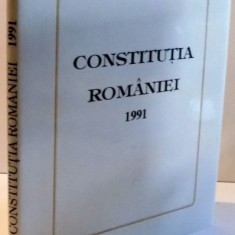 CONSTITUȚIA
ROMÂNIEI
1991
CONSTITUȚIA ROMÂNIEI 1991